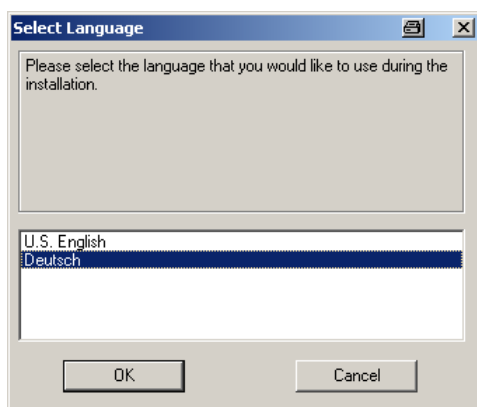 Select Language
Please select the language that you would like to use during the
installation.
U.S. English
Deutsch
OK
Cancel